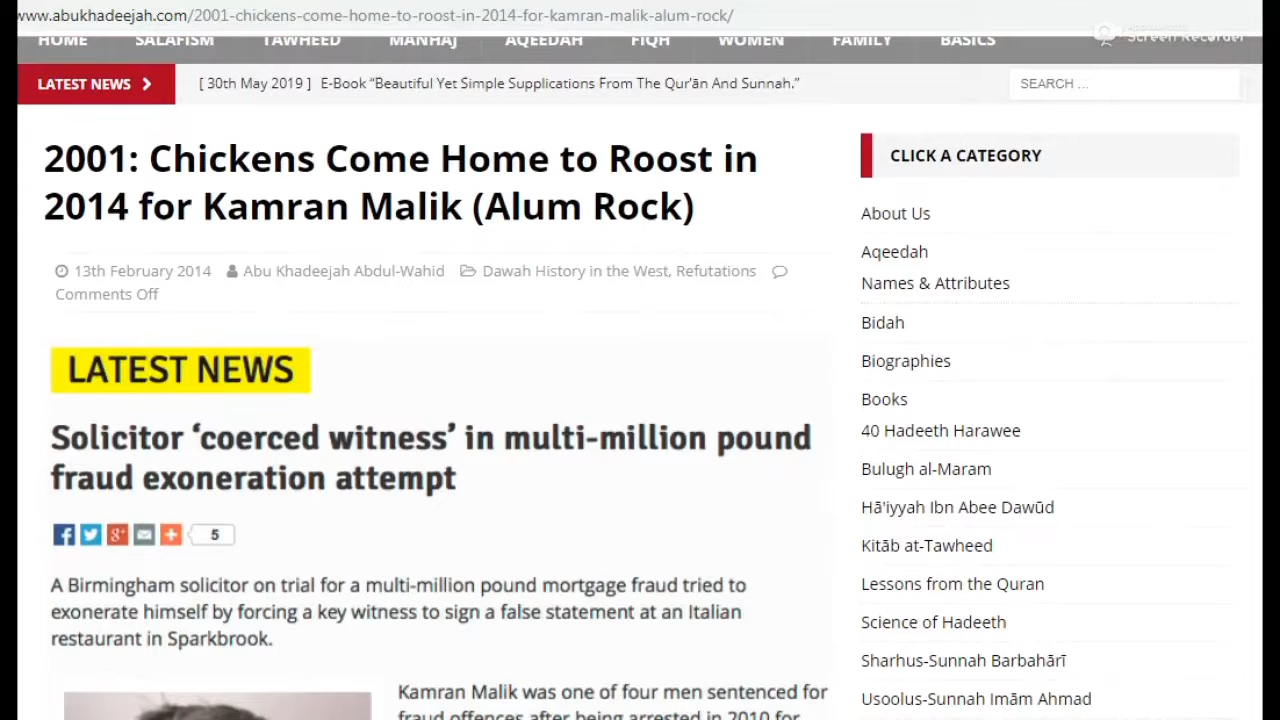 www.abukhadeejah.com/2001-chickens-come-home-to-roost-in-2014-for-kamran-malik-alum-rock/
HOME SALAFISM TAWHEED MANHAJ AQEEDAH FIQH WOMEN FAMILY BASICS
Screen Recorder
LATEST NEWS
[ 30th May 2019 ] E-Book “Beautiful Yet Simple Supplications From The Qur'ān And Sunnah.”
SEARCH ...
2001: Chickens Come Home to Roost in
2014 for Kamran Malik (Alum Rock)
13th February 2014 Abu Khadeejah Abdul-Wahid Dawah History in the West, Refutations
Comments Off
LATEST NEWS
Solicitor ‘coerced witness’ in multi-million pound
fraud exoneration attempt
5
A Birmingham solicitor on trial for a multi-million pound mortgage fraud tried to
exonerate himself by forcing a key witness to sign a false statement at an Italian
restaurant in Sparkbrook.
Kamran Malik was one of four men sentenced for
fraud offences after being arrested in 2010 for
CLICK A CATEGORY
About Us
Aqeedah
Names & Attributes
Bidah
Biographies
Books
40 Hadeeth Harawee
Bulugh al-Maram
Hā'iyyah Ibn Abee Dawūd
Kitāb at-Tawheed
Lessons from the Quran
Science of Hadeeth
Sharhus-Sunnah Barbahārī
Usoolus-Sunnah Imām Ahmad